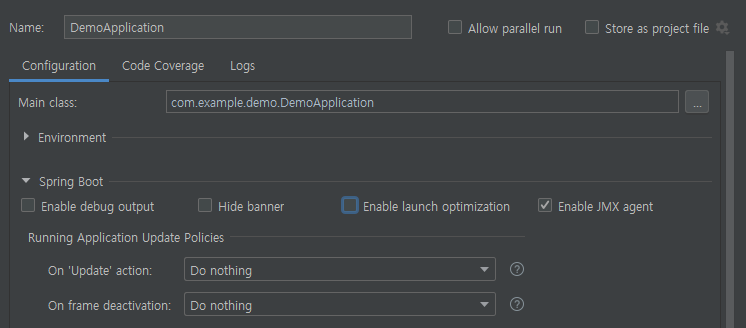 Name: DemoApplication Allow parallel run Store as project file
Configuration Code Coverage Logs
Main class: com.example.demo.DemoApplication ...
Environment
Spring Boot
Enable debug output Hide banner Enable launch optimization Enable JMX agent
Running Application Update Policies
On 'Update' action: Do nothing ?
On frame deactivation: Do nothing ?